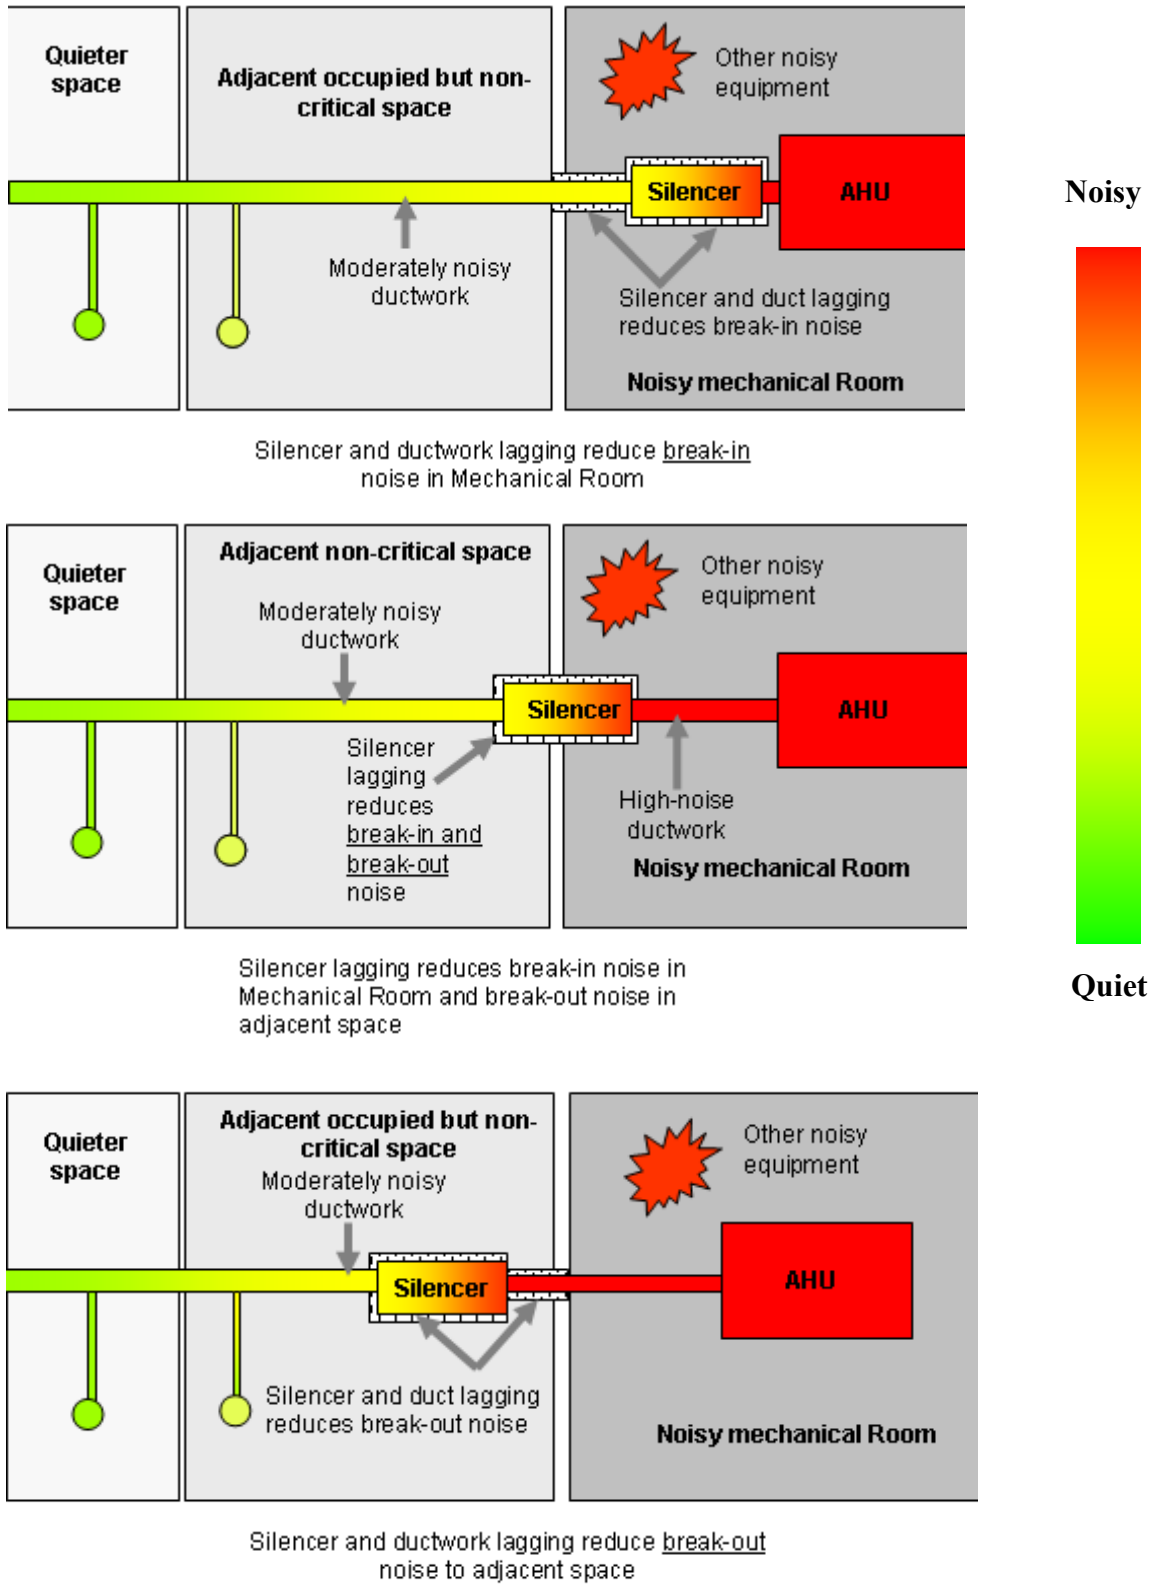 Quieter
space
Adjacent occupied but non-
critical space
Other noisy
equipment
Silencer
AHU
Moderately noisy
ductwork
Silencer and duct lagging
reduces break-in noise
Noisy mechanical Room
Silencer and ductwork lagging reduce break-in
noise in Mechanical Room
Noisy
Quiet
Quieter
space
Adjacent non-critical space
Moderately noisy
ductwork
Other noisy
equipment
Silencer
AHU
Silencer
lagging
reduces
break-in and
break-out
noise
High-noise
ductwork
Noisy mechanical Room
Silencer lagging reduces break-in noise in
Mechanical Room and break-out noise in
adjacent space
Quieter
space
Adjacent occupied but non-
critical space
Moderately noisy
ductwork
Other noisy
equipment
Silencer
AHU
Silencer and duct lagging
reduces break-out noise
Noisy mechanical Room
Silencer and ductwork lagging reduce break-out
noise to adjacent space